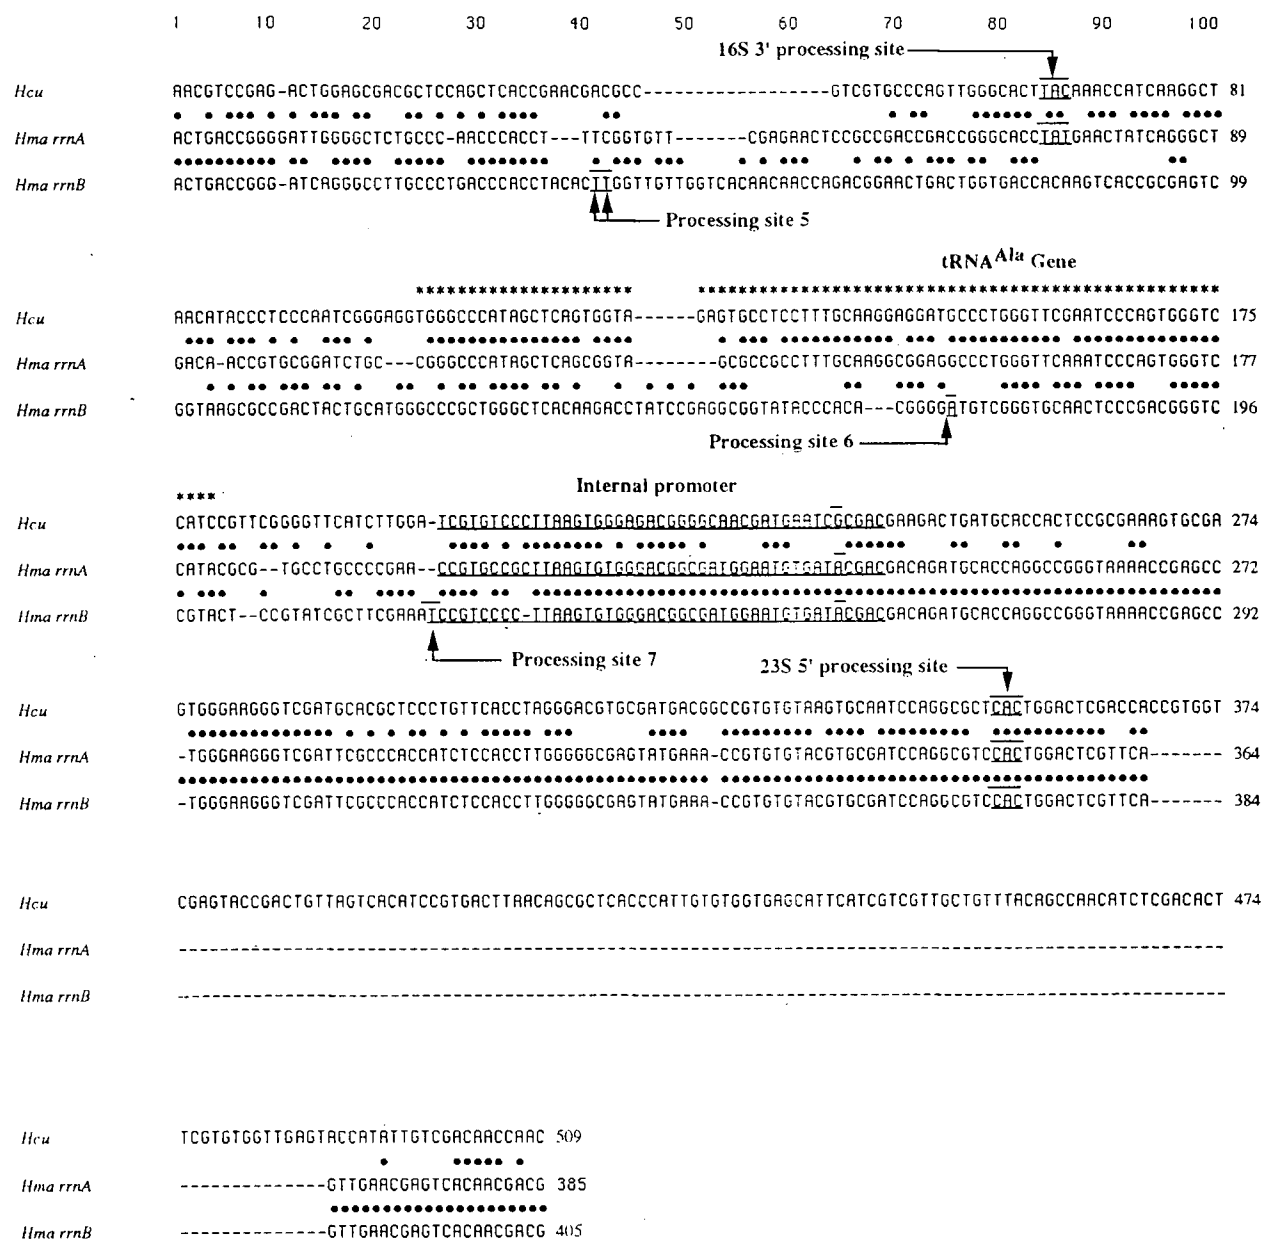 1 10 20 30 40 50 60 70 80 90 100
16S 3' processing site
Hcu AACGTCCGAG-ACTGGAGCGACGCTCCAGCTCACCGAACGACGCC------------------GTCGTGCCCAGTTGGGCACTTACAAACCATCAAGGCT 81
Hma rrnA ACTGACCGGGGATTGGGGCTCTGCCC-AACCCACCT---TTCGGTGTT-------CGAGAACTCCGCCGACCGACCGGGCACCTATGAACTATCAGGGCT 89
Hma rrnB ACTGACCGGG-ATCAGGGCCTTGCCCTGACCCACCTACACTTGGTTGTTGGTCACAACAACCAGACGGAACTGACTGGTGACCACAAGTCACCGCGAGTC 99
Processing site 5
tRNAAla Gene
Hcu AACATACCCTCCCAATCGGGAGGTGGGCCCATAGCTCAGTGGTA------GAGTGCCTCCTTTGCAAGGAGGATGCCCTGGGTTCGAATCCCAGTGGGTC 175
Hma rrnA GACA-ACCGTGCGGATCTGC---CGGGCCCATAGCTCAGCGGTA--------GCGCCGCCTTTGCAAGGCGGAGGCCCTGGGTTCAAATCCCAGTGGGTC 177
Hma rrnB GGTAAGCGCCGACTACTGCATGGGCCCGCTGGGCTCACAAGACCTATCCGAGGCGGTATACCCACA---CGGGGATGTCGGGTGCAACTCCCGACGGGTC 196
Processing site 6
Internal promoter
Hcu CATCCGTTCGGGGTTCATCTTGGA-TCGTGTCCCTTAAGTGGGAGACGGGGCAACGATGAATCGCGACGAAGACTGATGCACCACTCCGCGAAAGTGCGA 274
Hma rrnA CATACGCG--TGCCTGCCCCGAA--CCGTGCCGCTTAAGTGTGGGACGGCGATGGAATGTGATACGACGACAGATGCACCAGGCCGGGTAAAACCGAGCC 272
Hma rrnB CGTACT--CCGTATCGCTTCGAAATCCGTCCCC-TTAAGTGTGGGACGGCGATGGAATGTGATACGACGACAGATGCACCAGGCCGGGTAAAACCGAGCC 292
Processing site 7
23S 5' processing site
Hcu GTGGGAAGGGTCGATGCACGCTCCCTGTTCACCTAGGGACGTGCGATGACGGCCGTGTGTAAGTGCAATCCAGGCGCTCACTGGACTCGACCACCGTGGT 374
Hma rrnA -TGGGAAGGGTCGATTCGCCCACCATCTCCACCTTGGGGGCGAGTATGAAA-CCGTGTGTACGTGCGATCCAGGCGTCCACTGGACTCGTTCA------- 364
Hma rrnB -TGGGAAGGGTCGATTCGCCCACCATCTCCACCTTGGGGGCGAGTATGAAA-CCGTGTGTACGTGCGATCCAGGCGTCCACTGGACTCGTTCA------- 384
Hcu CGAGTACCGACTGTTAGTCACATCCGTGACTTAACAGCGCTCACCCATTGTGTGGTGAGCATTCATCGTCGTTGCTGTTTACAGCCAACATCTCGACACT 474
Hma rrnA ----------------------------------------------------------------------------------------------------
Hma rrnB ----------------------------------------------------------------------------------------------------
Hcu TCGTGTGGTTGAGTACCATATTGTCGACAACCAAC 509
Hma rrnA --------------GTTGAACGAGTCACAACGACG 385
Hma rrnB --------------GTTGAACGAGTCACAACGACG 405